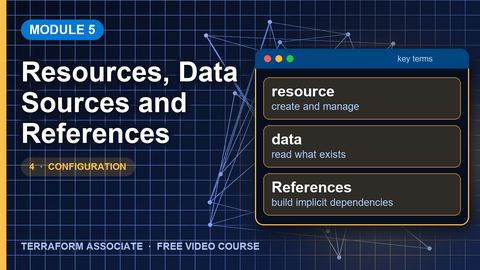 MODULE 5
Resources, Data
Sources and
References
4 · CONFIGURATION
TERRAFORM ASSOCIATE · FREE VIDEO COURSE
key terms
resource
create and manage
data
read what exists
References
build implicit dependencies